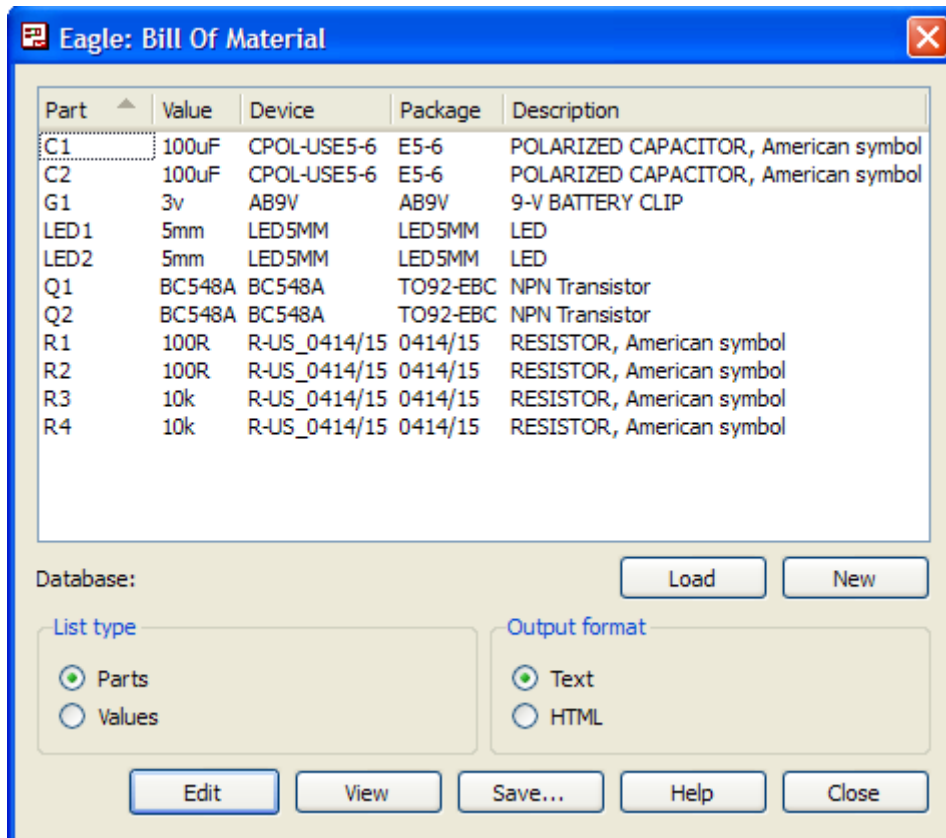 Eagle: Bill Of Material
Part Value Device Package Description
C1 100uF CPOL-USE5-6 E5-6 POLARIZED CAPACITOR, American symbol
C2 100uF CPOL-USE5-6 E5-6 POLARIZED CAPACITOR, American symbol
G1 3v AB9V AB9V 9-V BATTERY CLIP
LED1 5mm LED5MM LED5MM LED
LED2 5mm LED5MM LED5MM LED
Q1 BC548A BC548A TO92-EBC NPN Transistor
Q2 BC548A BC548A TO92-EBC NPN Transistor
R1 100R R-US_0414/15 0414/15 RESISTOR, American symbol
R2 100R R-US_0414/15 0414/15 RESISTOR, American symbol
R3 10k R-US_0414/15 0414/15 RESISTOR, American symbol
R4 10k R-US_0414/15 0414/15 RESISTOR, American symbol
Database: Load New
List type Output format
Parts Text
Values HTML
Edit View Save... Help Close